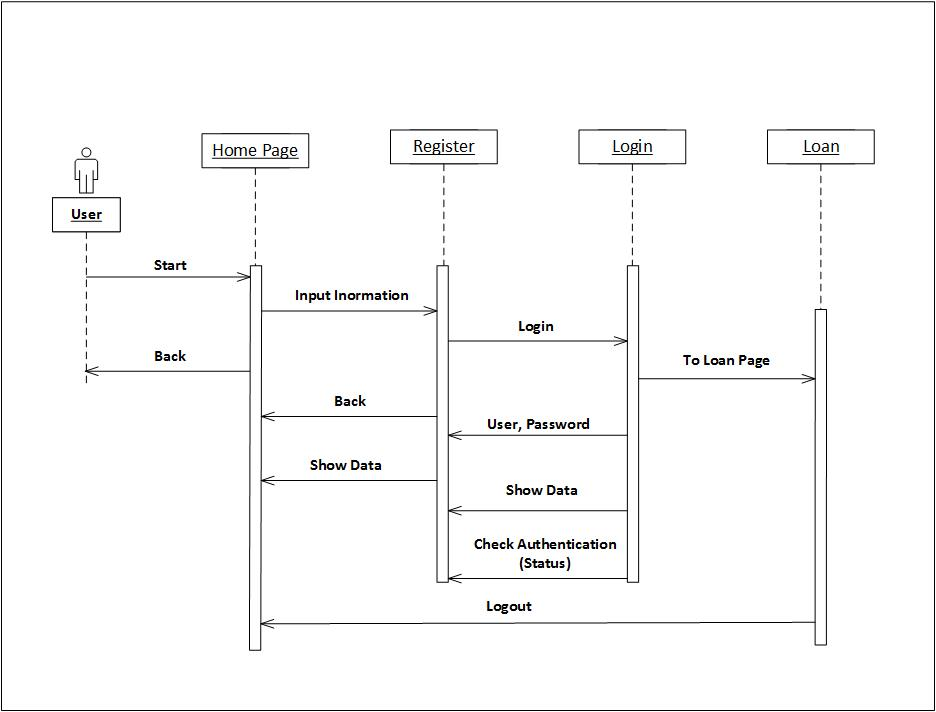 Home Page
Register
Login
Loan
User
Start
Input Inormation
Login
Back
To Loan Page
Back
User, Password
Show Data
Show Data
Check Authentication
(Status)
Logout